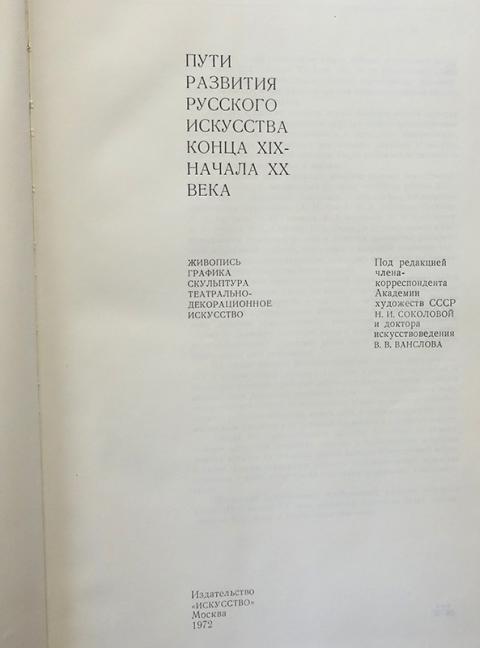 ПУТИ
РАЗВИТИЯ
РУССКОГО
ИСКУССТВА
КОНЦА XIX-
НАЧАЛА XX
ВЕКА
ЖИВОПИСЬ
ГРАФИКА
СКУЛЬПТУРА
ТЕАТРАЛЬНО-
ДЕКОРАЦИОННОЕ
ИСКУССТВО
Под редакцией
члена-
корреспондента
Академии
художеств СССР
Н. И. СОКОЛОВОЙ
и доктора
искусствоведения
В. В. ВАНСЛОВА
Издательство
«ИСКУССТВО»
Москва
1972